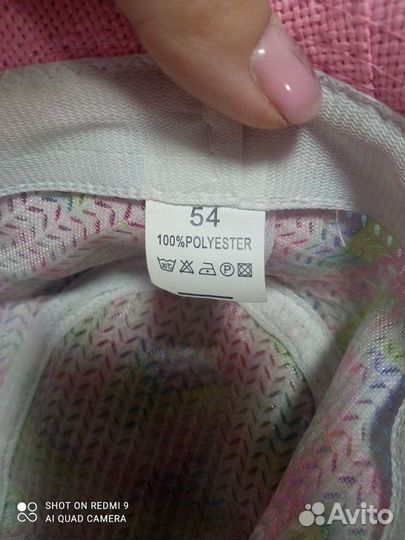 54
100%POLYESTER
SHOT ON REDMI 9
AI QUAD CAMERA
Avito